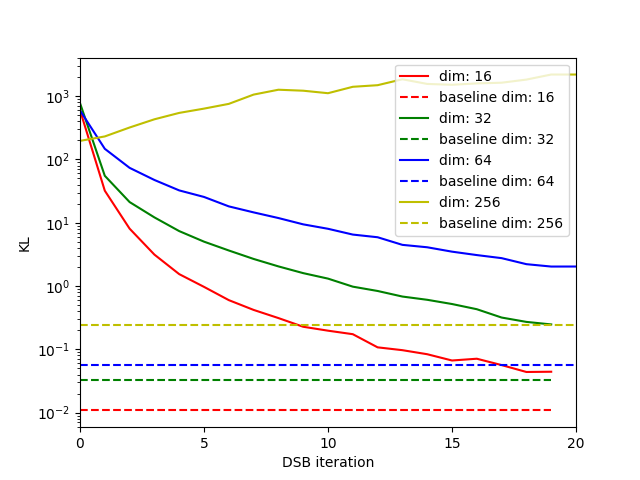 10³
10²
10¹
10⁰
10⁻¹
10⁻²
KL
0 5 10 15 20
DSB iteration
dim: 16
baseline dim: 16
dim: 32
baseline dim: 32
dim: 64
baseline dim: 64
dim: 256
baseline dim: 256